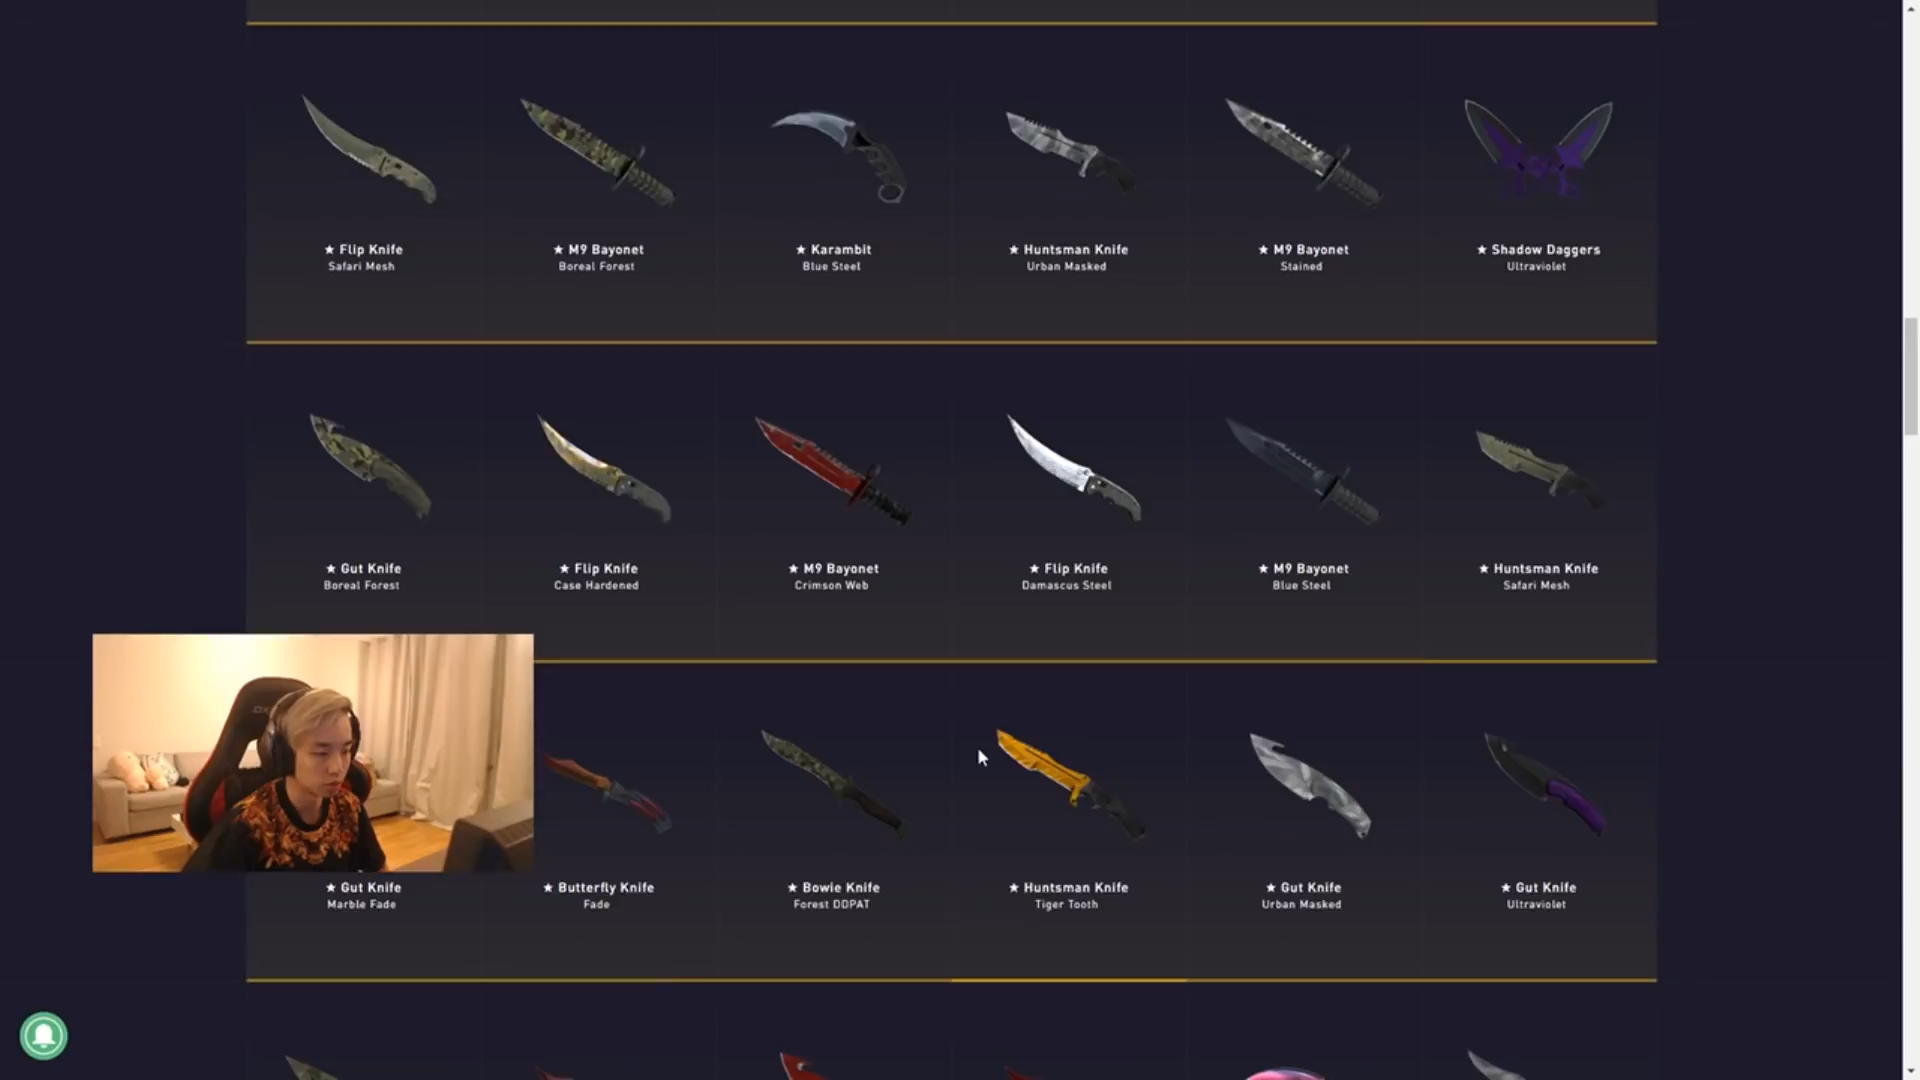 ★ Flip Knife
Safari Mesh
★ M9 Bayonet
Boreal Forest
★ Karambit
Blue Steel
★ Huntsman Knife
Urban Masked
★ M9 Bayonet
Stained
★ Shadow Daggers
Ultraviolet
★ Gut Knife
Boreal Forest
★ Flip Knife
Case Hardened
★ M9 Bayonet
Crimson Web
★ Flip Knife
Damascus Steel
★ M9 Bayonet
Blue Steel
★ Huntsman Knife
Safari Mesh
★ Gut Knife
Marble Fade
★ Butterfly Knife
Fade
★ Bowie Knife
Forest DDPAT
★ Huntsman Knife
Tiger Tooth
★ Gut Knife
Urban Masked
★ Gut Knife
Ultraviolet